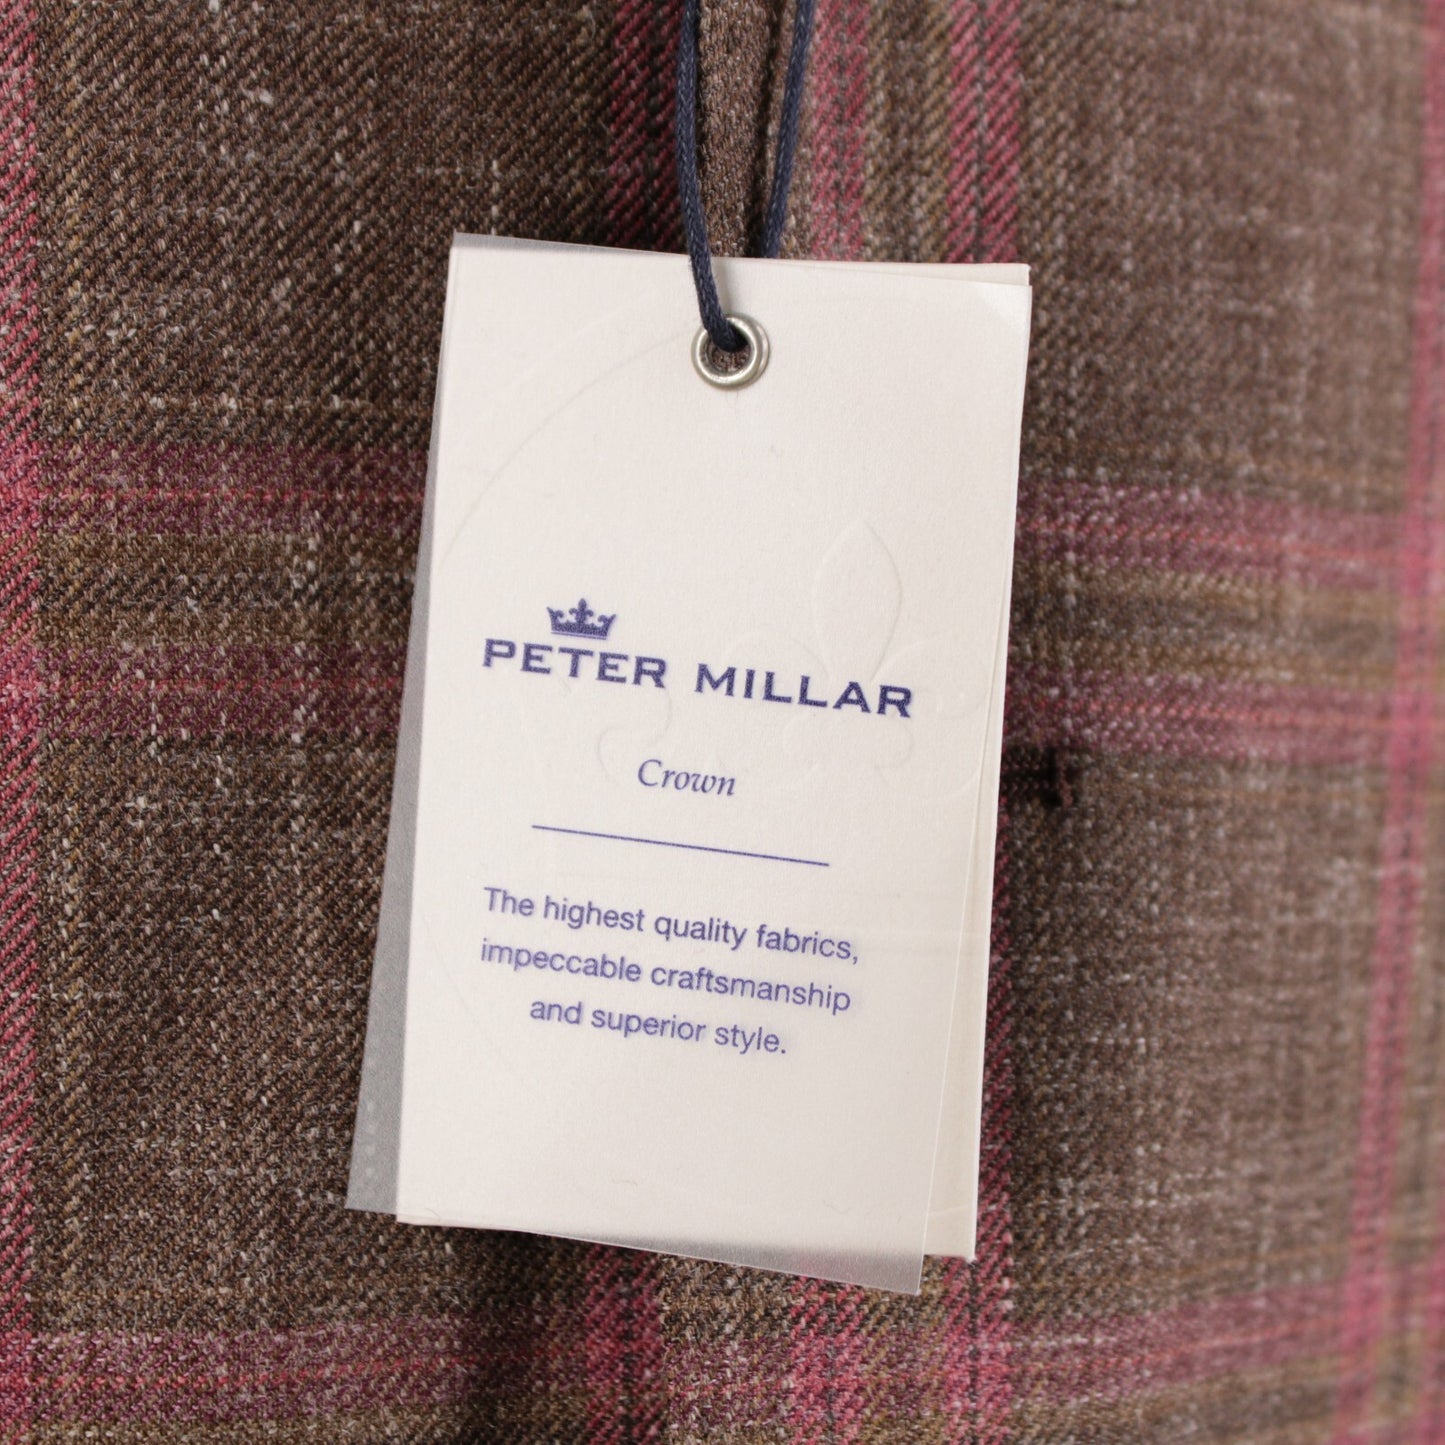 PETER MILLAR
Crown
The highest quality fabrics,
impeccable craftsmanship
and superior style.